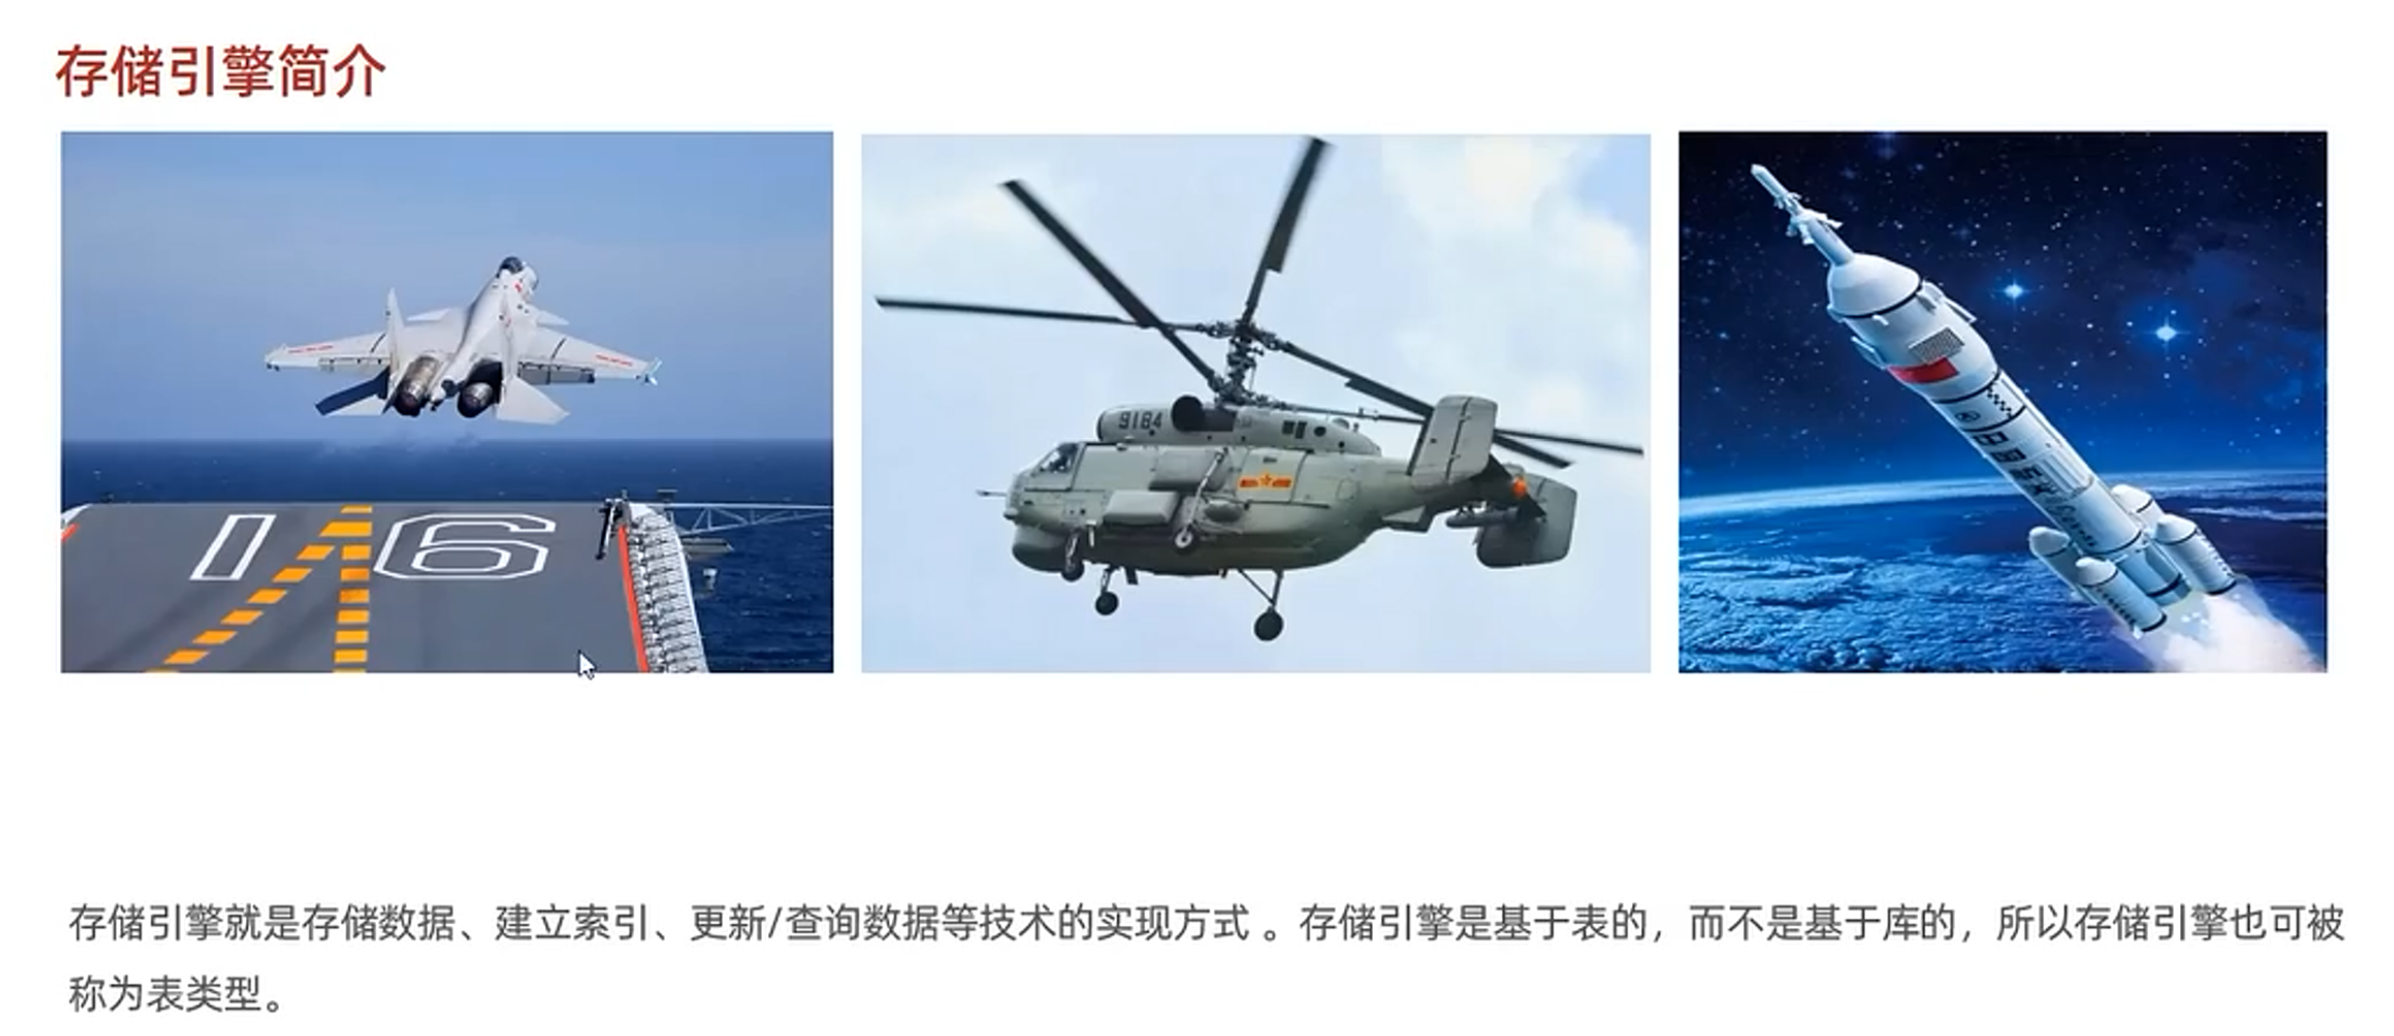 存储引擎简介
16
9184
存储引擎就是存储数据、建立索引、更新/查询数据等技术的实现方式 。存储引擎是基于表的，而不是基于库的，所以存储引擎也可被
称为表类型。